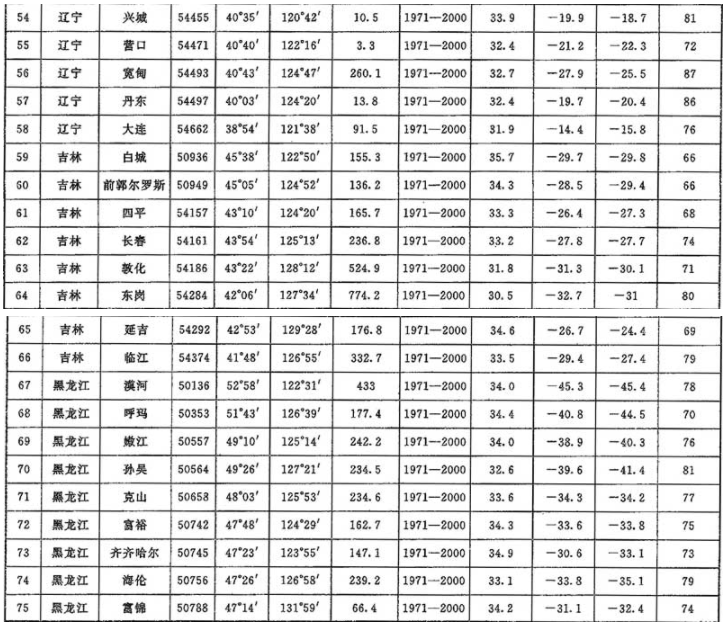 54 辽宁 兴城 54455 40°35′ 120°42′ 10.5 1971—2000 33.9 －19.9 －18.7 81
55 辽宁 营口 54471 40°40′ 122°16′ 3.3 1971—2000 32.4 －21.2 －22.3 72
56 辽宁 宽甸 54493 40°43′ 124°47′ 260.1 1971—2000 32.7 －27.9 －25.5 87
57 辽宁 丹东 54497 40°03′ 124°20′ 13.8 1971—2000 32.4 －19.7 －20.4 86
58 辽宁 大连 54662 38°54′ 121°38′ 91.5 1971—2000 31.9 －14.4 －15.8 76
59 吉林 白城 50936 45°38′ 122°50′ 155.3 1971—2000 35.7 －29.7 －29.8 66
60 吉林 前郭尔罗斯 50949 45°05′ 124°52′ 136.2 1971—2000 34.3 －28.5 －29.4 66
61 吉林 四平 54157 43°10′ 124°20′ 165.7 1971—2000 33.3 －26.4 －27.3 68
62 吉林 长春 54161 43°54′ 125°13′ 236.8 1971—2000 33.2 －27.8 －27.7 74
63 吉林 敦化 54186 43°22′ 128°12′ 524.9 1971—2000 31.8 －31.3 －30.1 71
64 吉林 东岗 54284 42°06′ 127°34′ 774.2 1971—2000 30.5 －32.7 －31 80
65 吉林 延吉 54292 42°53′ 129°28′ 176.8 1971—2000 34.6 －26.7 －24.4 69
66 吉林 临江 54374 41°48′ 126°55′ 332.7 1971—2000 33.5 －29.4 －27.4 79
67 黑龙江 漠河 50136 52°58′ 122°31′ 433 1971—2000 34.0 －45.3 －45.4 78
68 黑龙江 呼玛 50353 51°43′ 126°39′ 177.4 1971—2000 34.4 －40.8 －44.5 70
69 黑龙江 嫩江 50557 49°10′ 125°14′ 242.2 1971—2000 34.0 －38.9 －40.3 76
70 黑龙江 孙吴 50564 49°26′ 127°21′ 234.5 1971—2000 32.6 －39.6 －41.4 81
71 黑龙江 克山 50658 48°03′ 125°53′ 234.6 1971—2000 33.6 －34.3 －34.2 77
72 黑龙江 富裕 50742 47°48′ 124°29′ 162.7 1971—2000 34.3 －33.6 －33.8 75
73 黑龙江 齐齐哈尔 50745 47°23′ 123°55′ 147.1 1971—2000 34.9 －30.6 －33.1 73
74 黑龙江 海伦 50756 47°26′ 126°58′ 239.2 1971—2000 33.1 －33.8 －35.1 79
75 黑龙江 富锦 50788 47°14′ 131°59′ 66.4 1971—2000 34.2 －31.1 －32.4 74